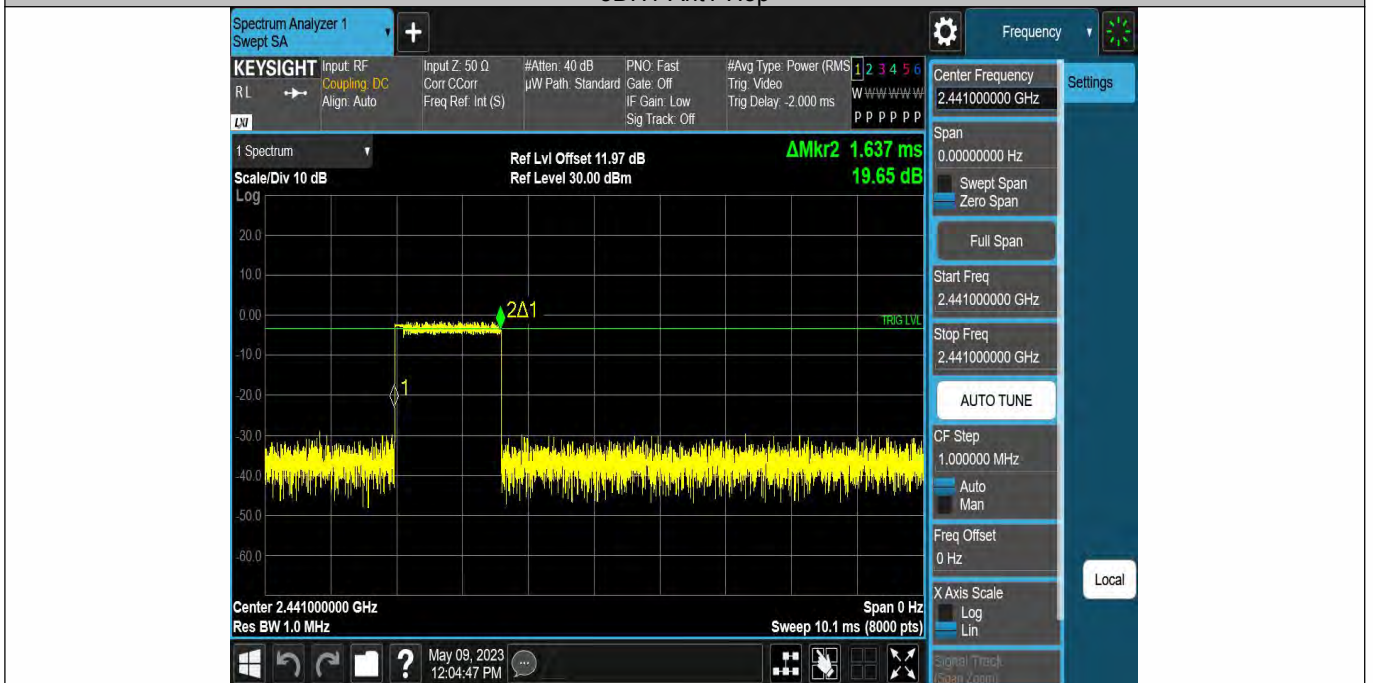 Spectrum Analyzer 1
Swept SA
+
Frequency
KEYSIGHT
RL
LXI
Input: RF
Coupling: DC
Align: Auto
Input Z: 50 Ω
Corr CCorr
Freq Ref: Int (S)
#Atten: 40 dB
µW Path: Standard
PNO: Fast
Gate: Off
IF Gain: Low
Sig Track: Off
#Avg Type: Power (RMS
Trig: Video
Trig Delay: -2.000 ms
1 2 3 4 5 6
W W W W W W
P P P P P P
Center Frequency
2.441000000 GHz
Settings
1 Spectrum
Scale/Div 10 dB
Log
Ref Lvl Offset 11.97 dB
Ref Level 30.00 dBm
ΔMkr2 1.637 ms
19.65 dB
Span
0.00000000 Hz
Swept Span
Zero Span
Full Span
Start Freq
2.441000000 GHz
Stop Freq
2.441000000 GHz
AUTO TUNE
CF Step
1.000000 MHz
Auto
Man
Freq Offset
0 Hz
X Axis Scale
Log
Lin
Signal Track
(Span Zoom)
Local
20.0
10.0
0.00
-10.0
-20.0
-30.0
-40.0
-50.0
-60.0
2Δ1
1
TRIG LVL
Center 2.441000000 GHz
Res BW 1.0 MHz
Span 0 Hz
Sweep 10.1 ms (8000 pts)
?
May 09, 2023
12:04:47 PM